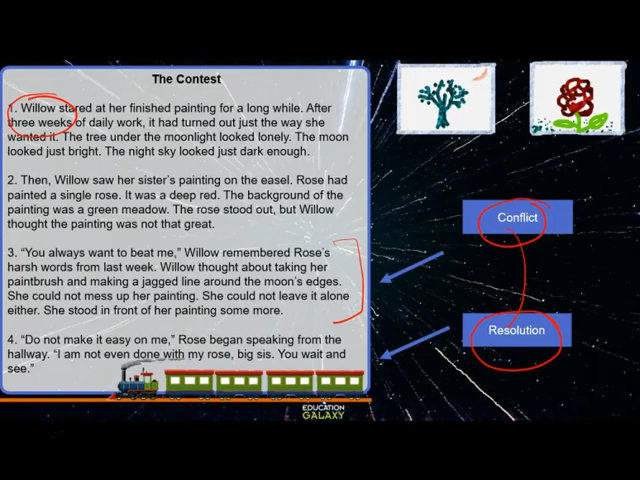 The Contest
1. Willow stared at her finished painting for a long while. After
three weeks of daily work, it had turned out just the way she
wanted it. The tree under the moonlight looked lonely. The moon
looked just bright. The night sky looked just dark enough.
2. Then, Willow saw her sister's painting on the easel. Rose had
painted a single rose. It was a deep red. The background of the
painting was a green meadow. The rose stood out, but Willow
thought the painting was not that great.
3. “You always want to beat me,” Willow remembered Rose's
harsh words from last week. Willow thought about taking her
paintbrush and making a jagged line around the moon's edges.
She could not mess up her painting. She could not leave it alone
either. She stood in front of her painting some more.
4. “Do not make it easy on me,” Rose began speaking from the
hallway. “I am not even done with my rose, big sis. You wait and
see.”
Conflict
Resolution
EDUCATION
GALAXY